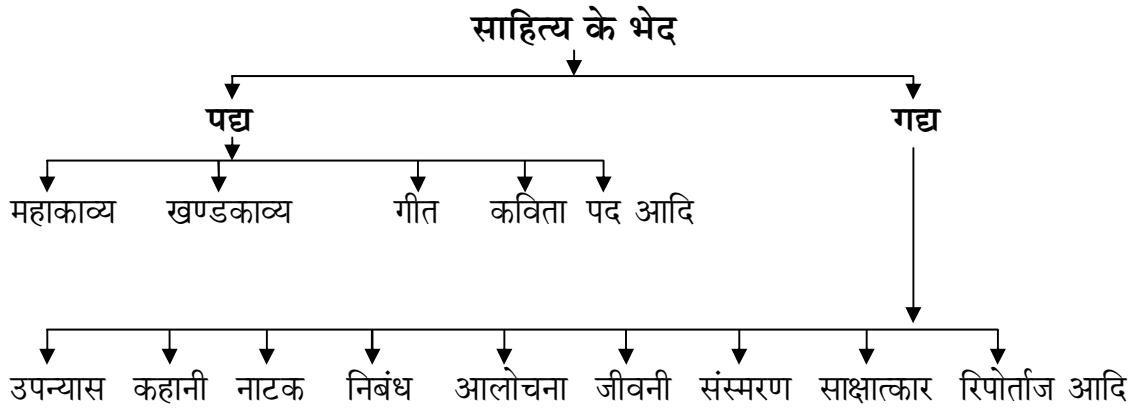 साहित्य के भेद
पद्य गद्य
महाकाव्य खण्डकाव्य गीत कविता पद आदि
उपन्यास कहानी नाटक निबंध आलोचना जीवनी संस्मरण साक्षात्कार रिपोर्ताज आदि